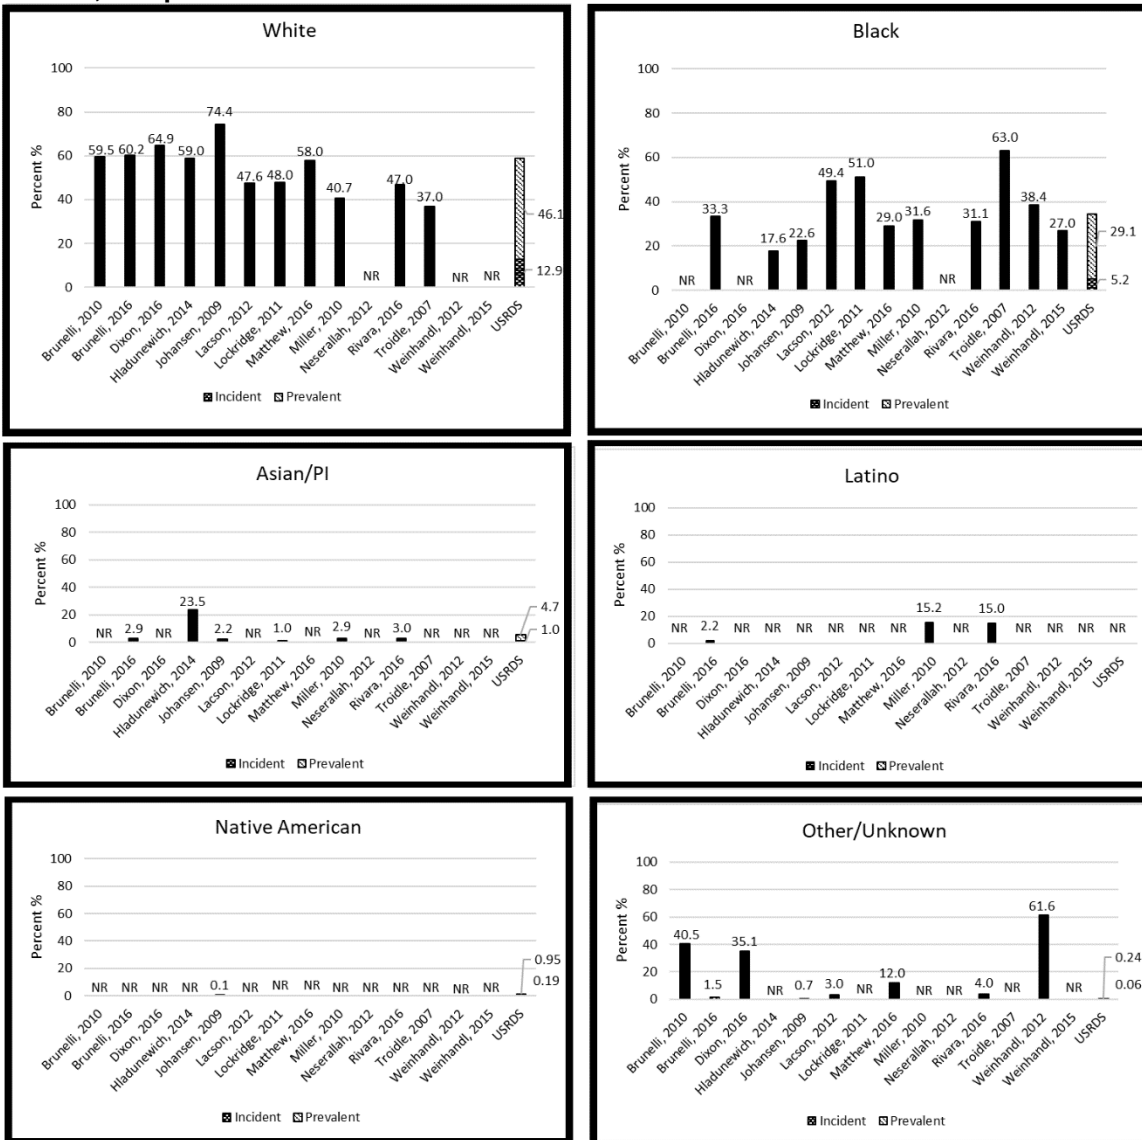 White
Percent %
100
80
60
40
20
0
59.5
60.2
64.9
59.0
74.4
47.6
48.0
58.0
40.7
NR
47.0
37.0
NR
NR
46.1
12.9
Brunelli, 2010
Brunelli, 2016
Dixon, 2016
Hladunewich, 2014
Johansen, 2009
Lacson, 2012
Lockridge, 2011
Matthew, 2016
Miller, 2010
Neserallah, 2012
Rivara, 2016
Troidle, 2007
Weinhandl, 2012
Weinhandl, 2015
USRDS
Incident Prevalent
Black
Percent %
100
80
60
40
20
0
NR
33.3
NR
17.6
22.6
49.4
51.0
29.0
31.6
NR
31.1
63.0
38.4
27.0
29.1
5.2
Brunelli, 2010
Brunelli, 2016
Dixon, 2016
Hladunewich, 2014
Johansen, 2009
Lacson, 2012
Lockridge, 2011
Matthew, 2016
Miller, 2010
Neserallah, 2012
Rivara, 2016
Troidle, 2007
Weinhandl, 2012
Weinhandl, 2015
USRDS
Incident Prevalent
Asian/PI
Percent %
100
80
60
40
20
0
NR
2.9
NR
23.5
2.2
NR
1.0
NR
2.9
NR
3.0
NR
NR
NR
4.7
1.0
Brunelli, 2010
Brunelli, 2016
Dixon, 2016
Hladunewich, 2014
Johansen, 2009
Lacson, 2012
Lockridge, 2011
Matthew, 2016
Miller, 2010
Neserallah, 2012
Rivara, 2016
Troidle, 2007
Weinhandl, 2012
Weinhandl, 2015
USRDS
Incident Prevalent
Latino
Percent %
100
80
60
40
20
0
NR
2.2
NR
NR
NR
NR
NR
NR
15.2
NR
15.0
NR
NR
NR
NR
Brunelli, 2010
Brunelli, 2016
Dixon, 2016
Hladunewich, 2014
Johansen, 2009
Lacson, 2012
Lockridge, 2011
Matthew, 2016
Miller, 2010
Neserallah, 2012
Rivara, 2016
Troidle, 2007
Weinhandl, 2012
Weinhandl, 2015
USRDS
Incident Prevalent
Native American
Percent %
100
80
60
40
20
0
NR
NR
NR
NR
0.1
NR
NR
NR
NR
NR
NR
NR
NR
NR
0.95
0.19
Brunelli, 2010
Brunelli, 2016
Dixon, 2016
Hladunewich, 2014
Johansen, 2009
Lacson, 2012
Lockridge, 2011
Matthew, 2016
Miller, 2010
Neserallah, 2012
Rivara, 2016
Troidle, 2007
Weinhandl, 2012
Weinhandl, 2015
USRDS
Incident Prevalent
Other/Unknown
Percent %
100
80
60
40
20
0
40.5
1.5
35.1
NR
0.7
3.0
NR
12.0
NR
NR
4.0
NR
61.6
NR
0.24
0.06
Brunelli, 2010
Brunelli, 2016
Dixon, 2016
Hladunewich, 2014
Johansen, 2009
Lacson, 2012
Lockridge, 2011
Matthew, 2016
Miller, 2010
Neserallah, 2012
Rivara, 2016
Troidle, 2007
Weinhandl, 2012
Weinhandl, 2015
USRDS
Incident Prevalent